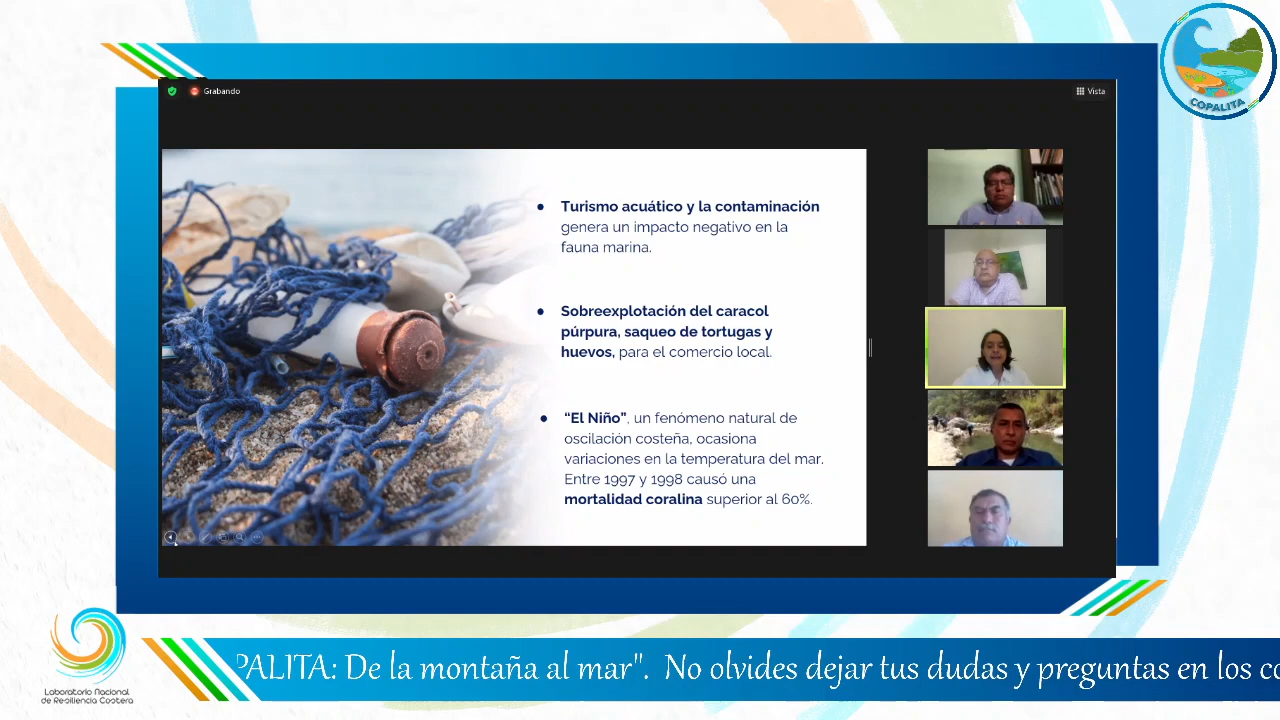 Grabando
Vista
COPALITA
Turismo acuático y la contaminación
genera un impacto negativo en la
fauna marina.
Sobreexplotación del caracol
púrpura, saqueo de tortugas y
huevos, para el comercio local.
“El Niño”, un fenómeno natural de
oscilación costeña, ocasiona
variaciones en la temperatura del mar.
Entre 1997 y 1998 causó una
mortalidad coralina superior al 60%.
Laboratorio Nacional
de Resiliencia Costera
PALITA: De la montaña al mar". No olvides dejar tus dudas y preguntas en los co